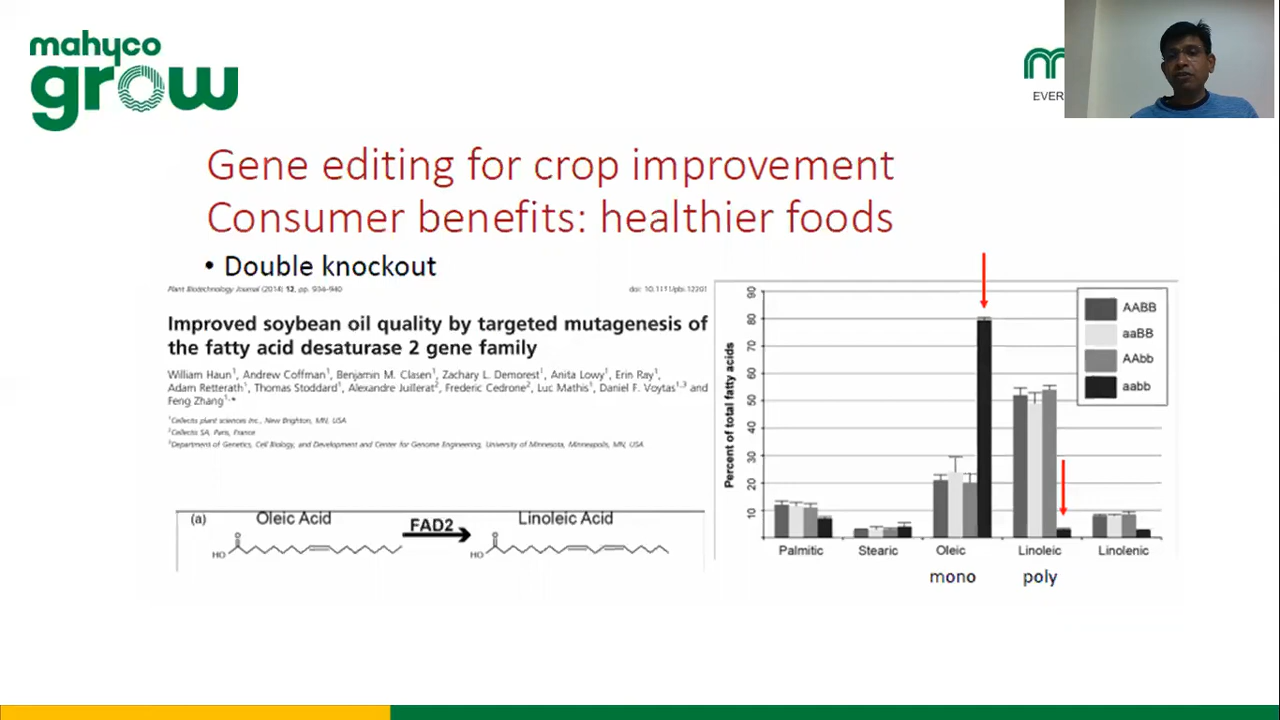 mahyco
grow
EVER
Gene editing for crop improvement
Consumer benefits: healthier foods
• Double knockout
Plant Biotechnology Journal (2014) 12, pp. 934–940
Improved soybean oil quality by targeted mutagenesis of
the fatty acid desaturase 2 gene family
William Haun1, Andrew Coffman1, Benjamin M. Clasen1, Zachary L. Demorest1, Anita Lowy1, Erin Ray1,
Adam Retterath1, Thomas Stoddard1, Alexandre Juillerat2, Frederic Cedrone2, Luc Mathis1, Daniel F. Voytas1,3 and
Feng Zhang1,*
1Cellectis plant sciences Inc., New Brighton, MN, USA
2Cellectis SA, Paris, France
3Department of Genetics, Cell Biology, and Development and Center for Genome Engineering, University of Minnesota, Minneapolis, MN, USA
(a)
Oleic Acid
FAD2
Linoleic Acid
HO
O
HO
O
Percent of total fatty acids
90
80
70
60
50
40
30
20
10
AABB
aaBB
AAbb
aabb
Palmitic
Stearic
Oleic
Linoleic
Linolenic
mono
poly